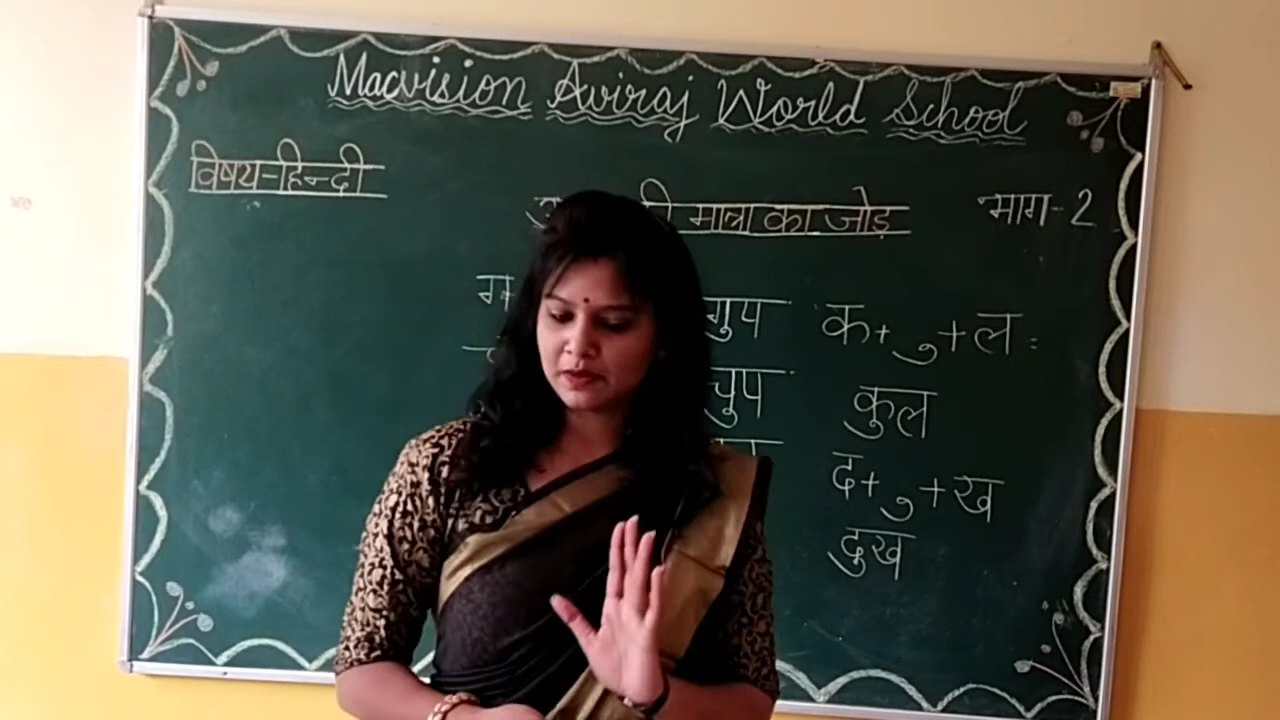 Macvision Aviraj World School
विषय-हिन्दी
की मात्रा का जोड़
भाग-2
गुप
चुप
क+ ु+ल =
कुल
द+ ु+ख
दुख